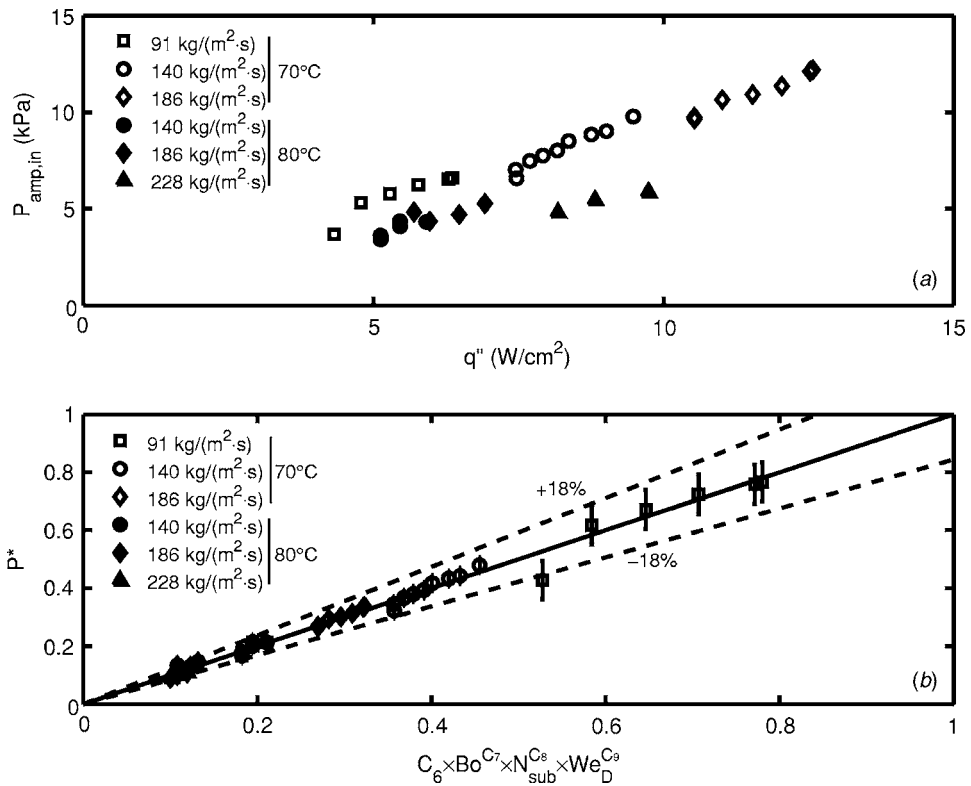 15
10
5
0
P_amp,in (kPa)
91 kg/(m²·s)
140 kg/(m²·s) 70°C
186 kg/(m²·s)
140 kg/(m²·s)
186 kg/(m²·s) 80°C
228 kg/(m²·s)
(a)
0 5 10 15
q" (W/cm²)
1
0.8
0.6
0.4
0.2
0
P*
91 kg/(m²·s)
140 kg/(m²·s) 70°C
186 kg/(m²·s)
140 kg/(m²·s)
186 kg/(m²·s) 80°C
228 kg/(m²·s)
+18%
−18%
(b)
0 0.2 0.4 0.6 0.8 1
C₆×Bo^C₇×N_sub^C₈×We_D^C₉